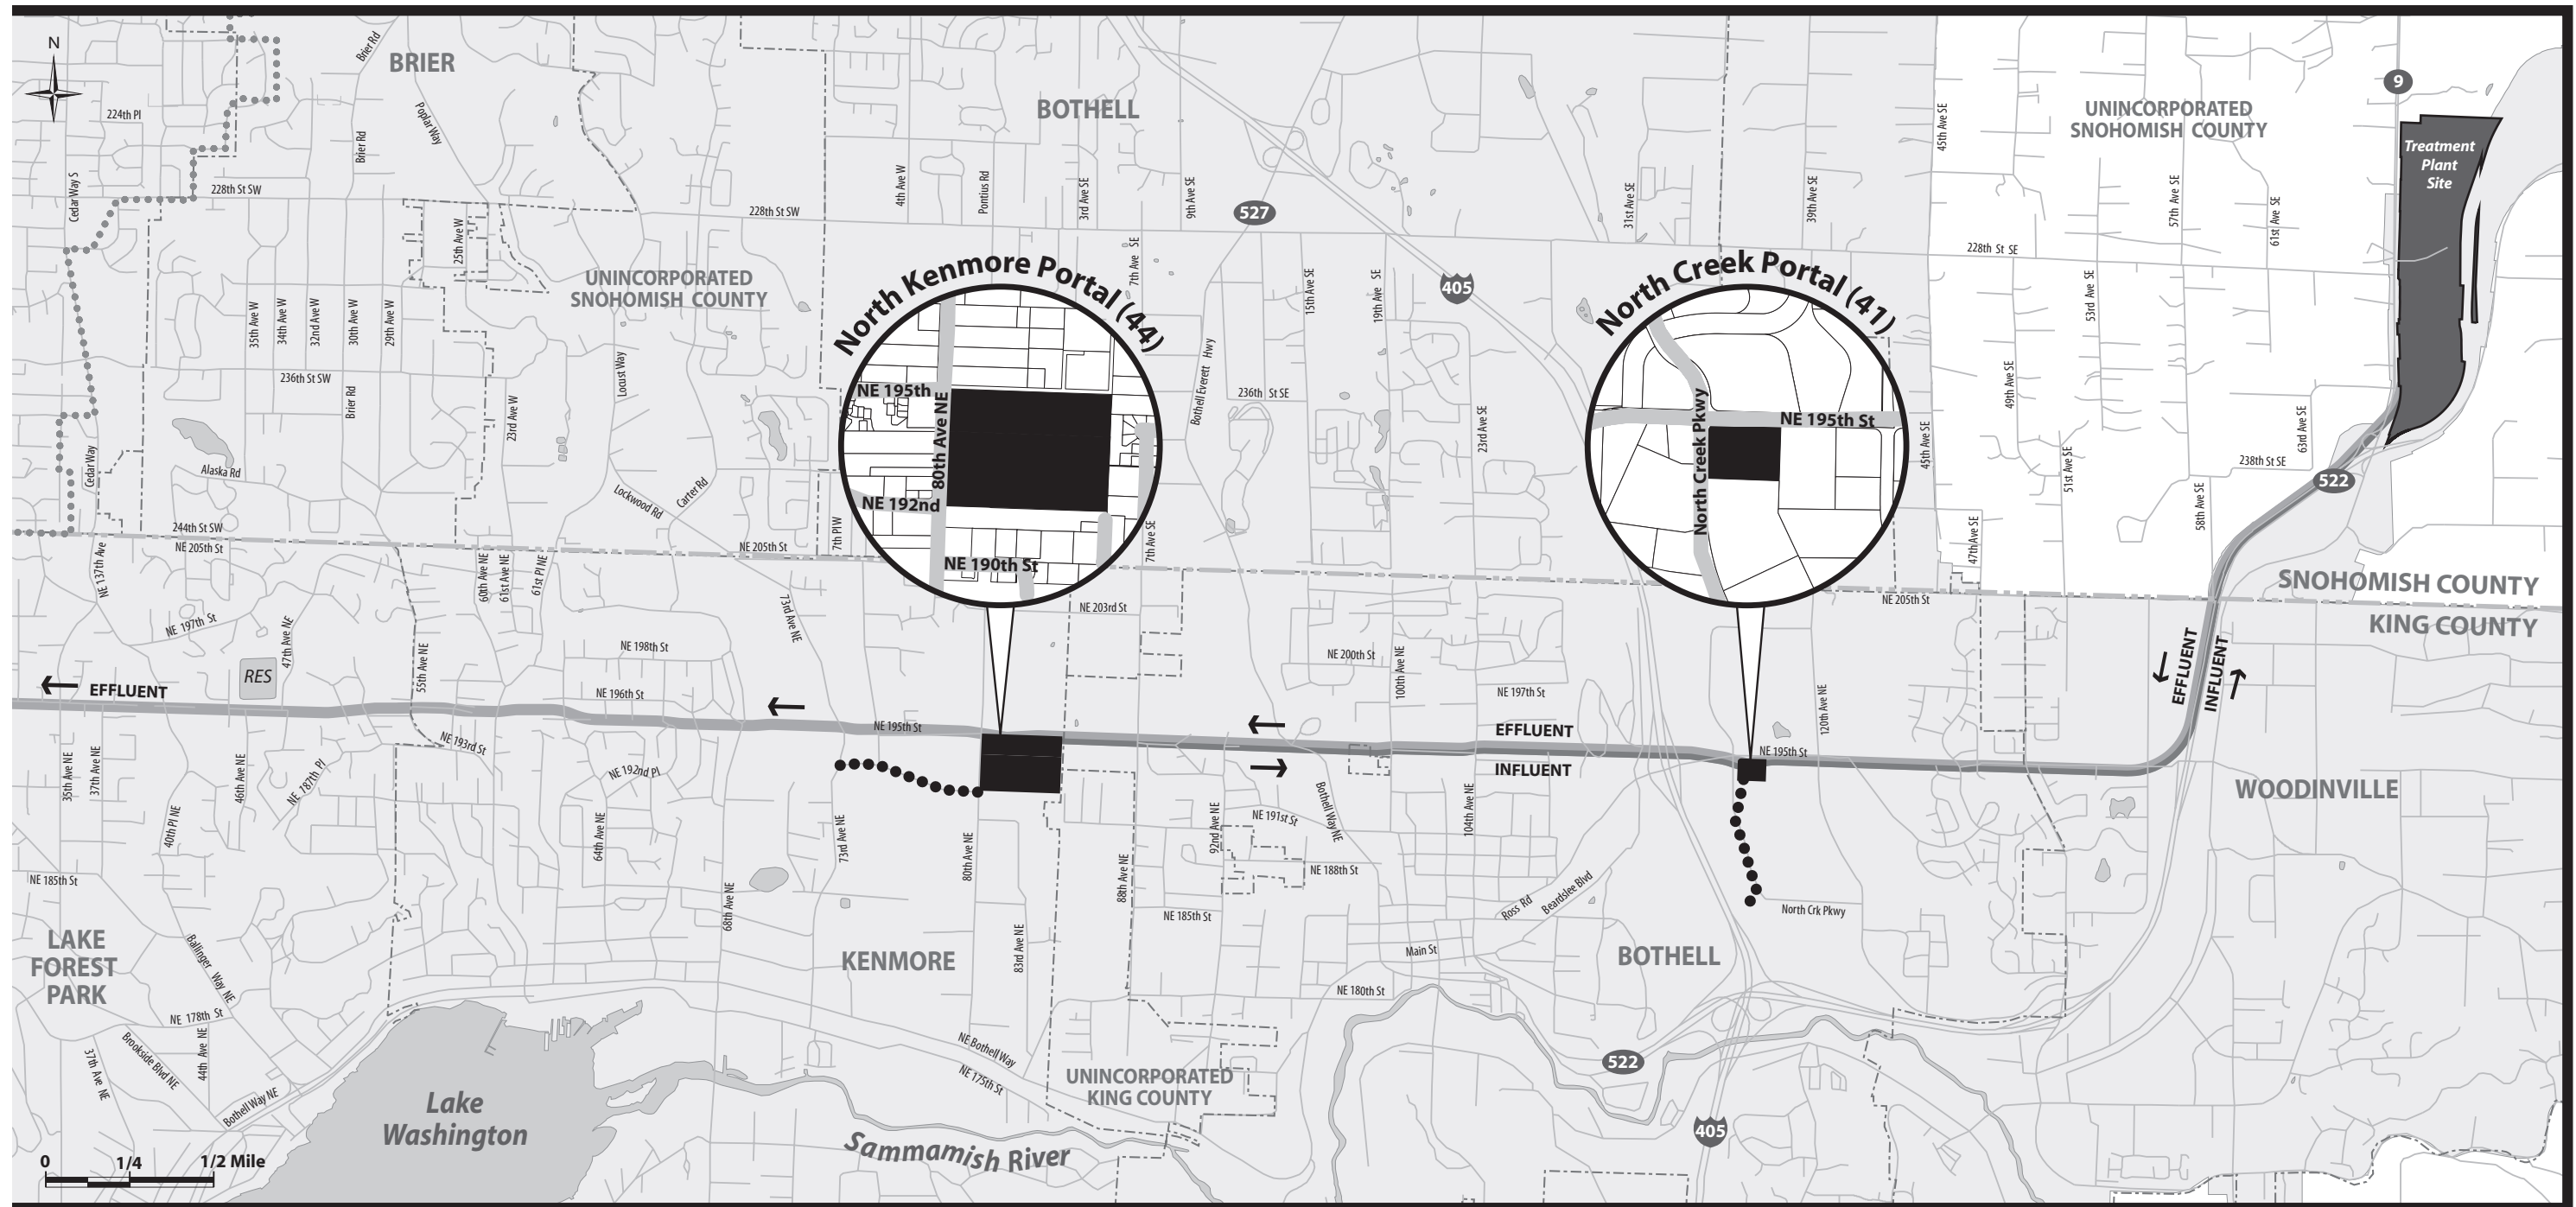 N
BRIER
Brier Rd
Poplar Way
224th Pl
Brier Rd
Cedar Way S
228th St SW
25th Ave W
UNINCORPORATED
SNOHOMISH COUNTY
35th Ave W
34th Ave W
32nd Ave W
30th Ave W
29th Ave W
236th St SW
Brier Rd
23rd Ave W
Locust Way
Cedar Way
Alaska Rd
Lockwood Rd
Carter Rd
244th St SW
NE 205th St
NE 205th St
7th Pl W
BOTHELL
4th Ave W
Pontius Rd
3rd Ave SE
9th Ave SE
228th St SW
527
7th Ave SE
405
15th Ave SE
19th Ave SE
Bothell Everett Hwy
236th St SE
23rd Ave SE
7th Ave SE
31st Ave SE
39th Ave SE
45th Ave SE
45th Ave SE
North Kenmore Portal (44)
NE 195th
80th Ave NE
NE 192nd
NE 190th St
North Creek Portal (41)
NE 195th St
North Creek Pkwy
UNINCORPORATED
SNOHOMISH COUNTY
9
Treatment
Plant
Site
57th Ave SE
61st Ave SE
228th St SE
53rd Ave SE
49th Ave SE
51st Ave SE
63rd Ave SE
238th St SE
58th Ave SE
47th Ave SE
522
NE 205th St
SNOHOMISH COUNTY
KING COUNTY
NE 137th Ave
NE 197th St
47th Ave NE
RES
55th Ave NE
60th Ave NE
61st Ave NE
61st Pl NE
NE 198th St
NE 196th St
73rd Ave NE
NE 203rd St
NE 200th St
100th Ave NE
NE 197th St
120th Ave NE
EFFLUENT
NE 195th St
EFFLUENT
INFLUENT
NE 195th St
EFFLUENT
INFLUENT
35th Ave NE
37th Ave NE
40th Pl NE
46th Ave NE
NE 187th Pl
NE 193rd St
NE 192nd Pl
64th Ave NE
68th Ave NE
73rd Ave NE
80th Ave NE
83rd Ave NE
88th Ave NE
92nd Ave NE
NE 191st St
NE 188th St
NE 185th St
Bothell Way NE
104th Ave NE
Ross Rd
Beardslee Blvd
North Crk Pkwy
WOODINVILLE
NE 185th St
LAKE
FOREST
PARK
Ballinger Way NE
NE 178th St
44th Ave NE
Brookside Blvd NE
37th Ave NE
Bothell Way NE
KENMORE
Main St
NE 180th St
BOTHELL
NE Bothell Way
NE 175th St
UNINCORPORATED
KING COUNTY
522
405
Lake
Washington
Sammamish River
0
1/4
1/2 Mile